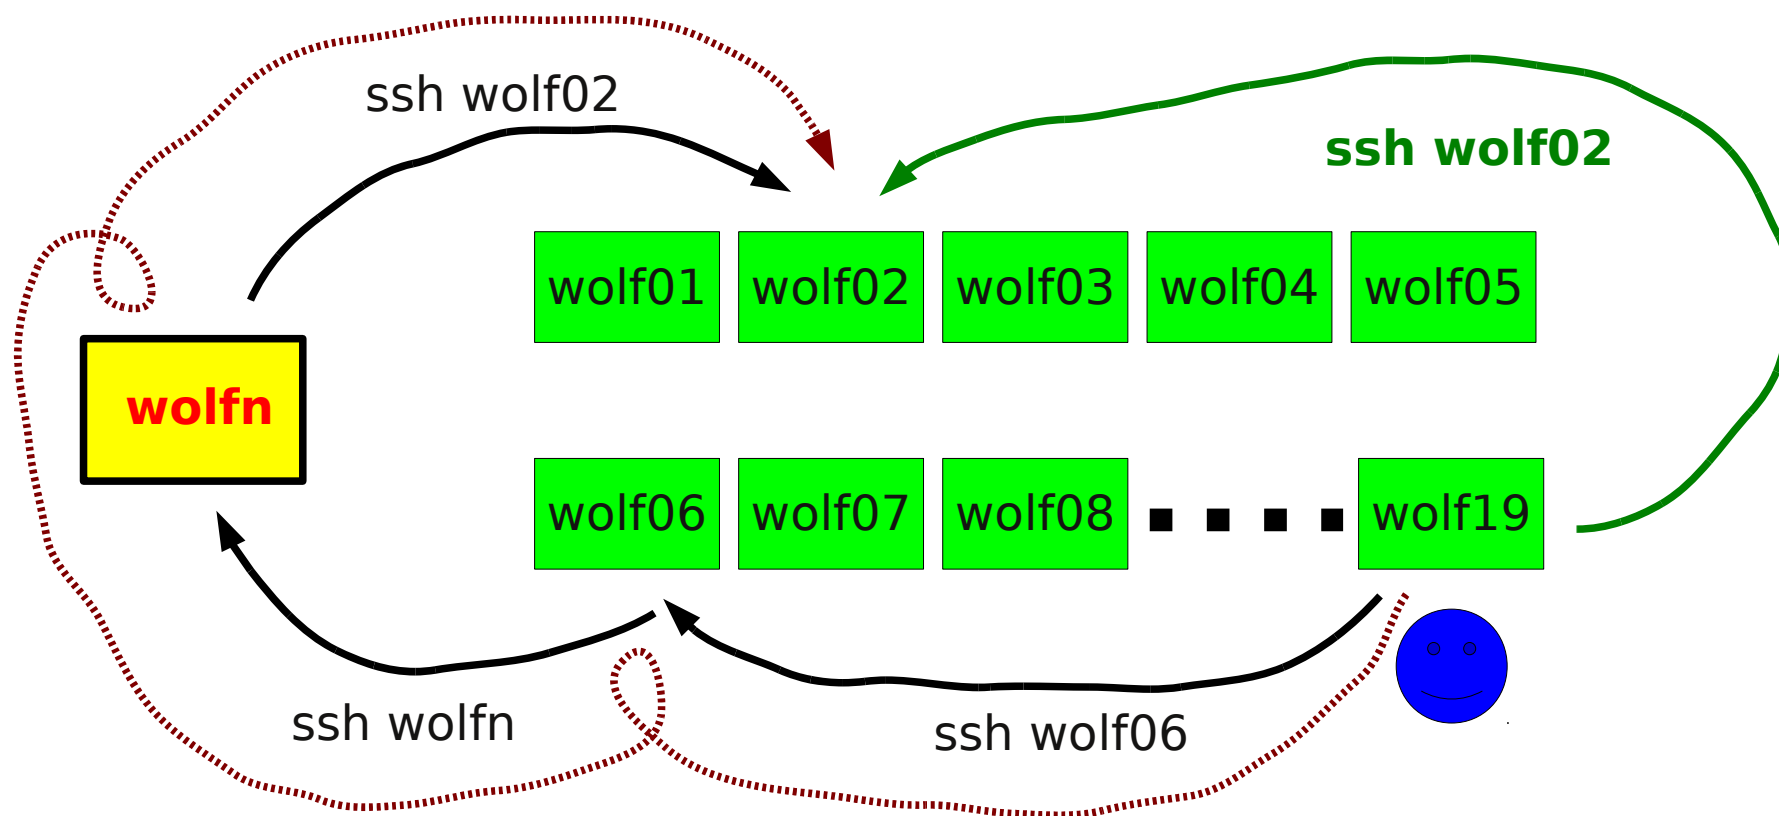 ssh wolf02
ssh wolf02
wolf01 wolf02 wolf03 wolf04 wolf05
wolfn
wolf06 wolf07 wolf08 wolf19
ssh wolfn
ssh wolf06